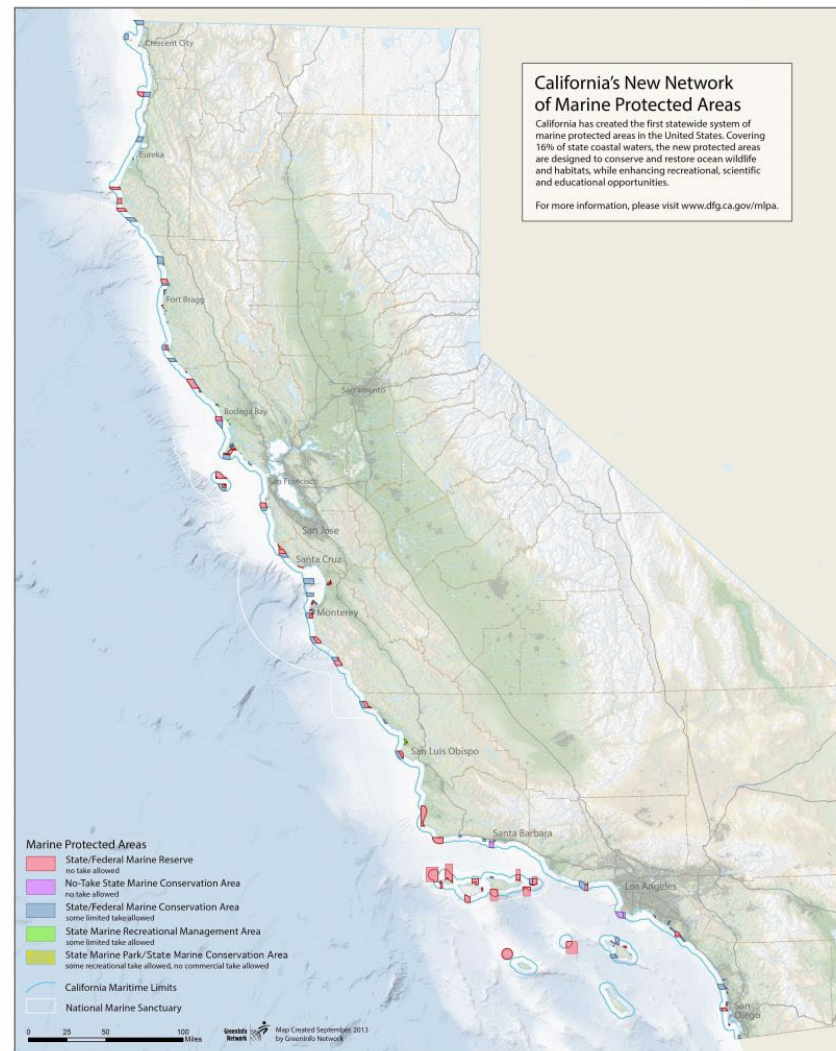 California's New Network
of Marine Protected Areas
California has created the first statewide system of
marine protected areas in the United States. Covering
16% of state coastal waters, the new protected areas
are designed to conserve and restore ocean wildlife
and habitats, while enhancing recreational, scientific
and educational opportunities.
For more information, please visit www.dfg.ca.gov/mlpa.
Crescent City
Eureka
Fort Bragg
Sacramento
Bodega Bay
San Francisco
San Jose
Santa Cruz
Monterey
San Luis Obispo
Santa Barbara
Los Angeles
San
Diego
Marine Protected Areas
State/Federal Marine Reserve
no take allowed
No-Take State Marine Conservation Area
no take allowed
State/Federal Marine Conservation Area
some limited take allowed
State Marine Recreational Management Area
some limited take allowed
State Marine Park/State Marine Conservation Area
some recreational take allowed, no commercial take allowed
California Maritime Limits
National Marine Sanctuary
0 25 50 100
Miles
GreenInfo
Network
Map Created September, 2013
by GreenInfo Network